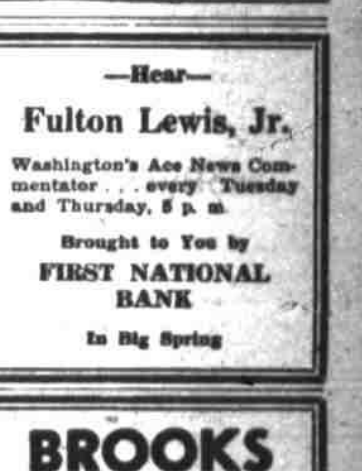 —Hear—
Fulton Lewis, Jr.
Washington's Ace News Com-
mentator . . . every Tuesday
and Thursday, 5 p. m
Brought to You by
FIRST NATIONAL
BANK
In Big Spring
BROOKS